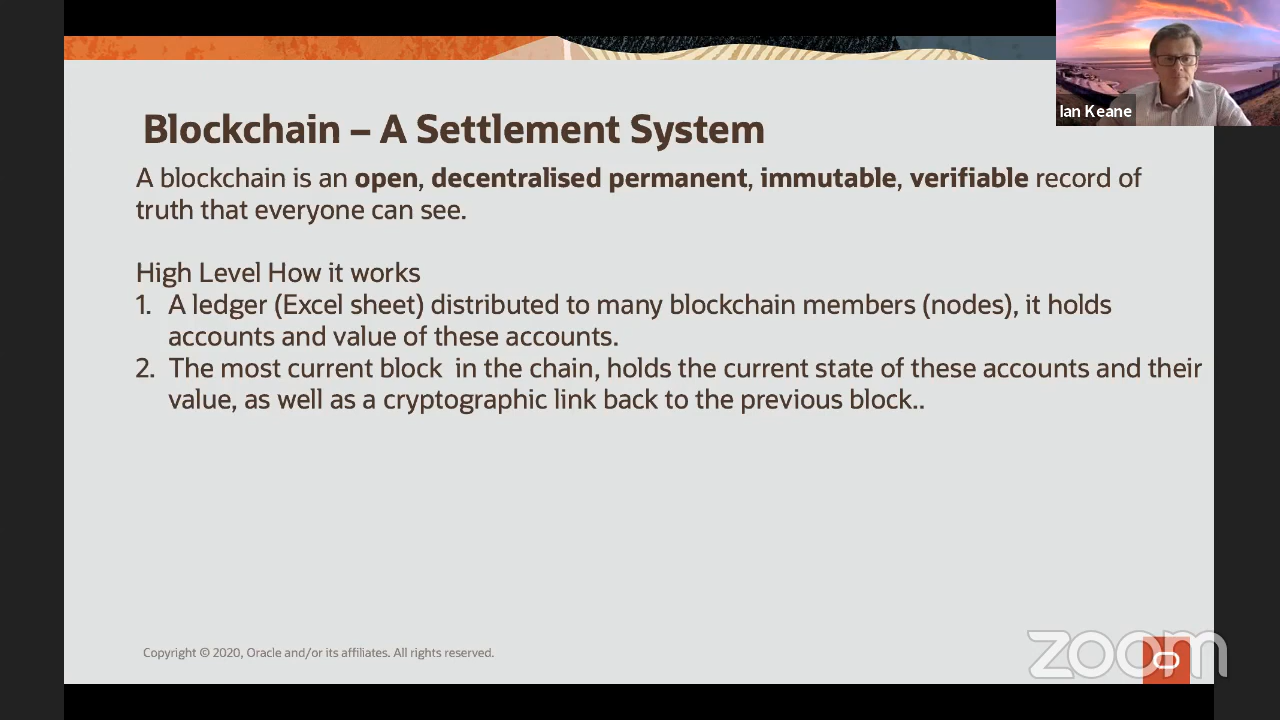 Ian Keane
Blockchain – A Settlement System
A blockchain is an open, decentralised permanent, immutable, verifiable record of
truth that everyone can see.
High Level How it works
1. A ledger (Excel sheet) distributed to many blockchain members (nodes), it holds
accounts and value of these accounts.
2. The most current block  in the chain, holds the current state of these accounts and their
value, as well as a cryptographic link back to the previous block..
Copyright © 2020, Oracle and/or its affiliates. All rights reserved.
zoom